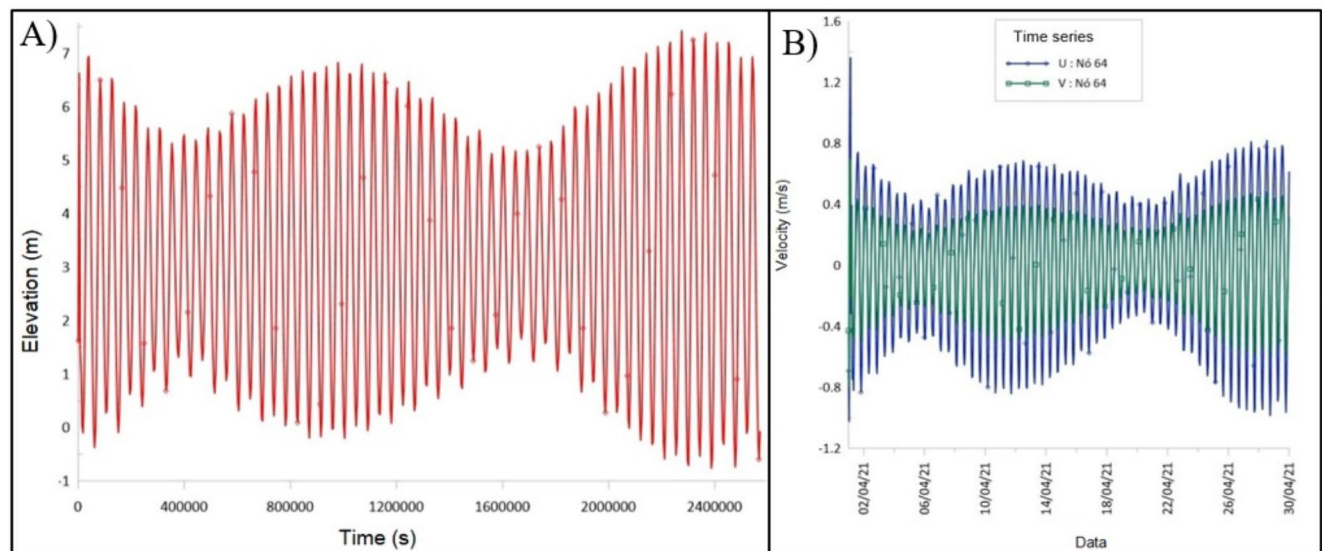 A)
Elevation (m)
7
6
5
4
3
2
1
0
-1
0 400000 800000 1200000 1600000 2000000 2400000
Time (s)
B)
Time series
U : Nó 64
V : Nó 64
Velocity (m/s)
1.6
1.2
0.8
0.4
0
-0.4
-0.8
-1.2
02/04/21 06/04/21 10/04/21 14/04/21 18/04/21 22/04/21 26/04/21 30/04/21
Data